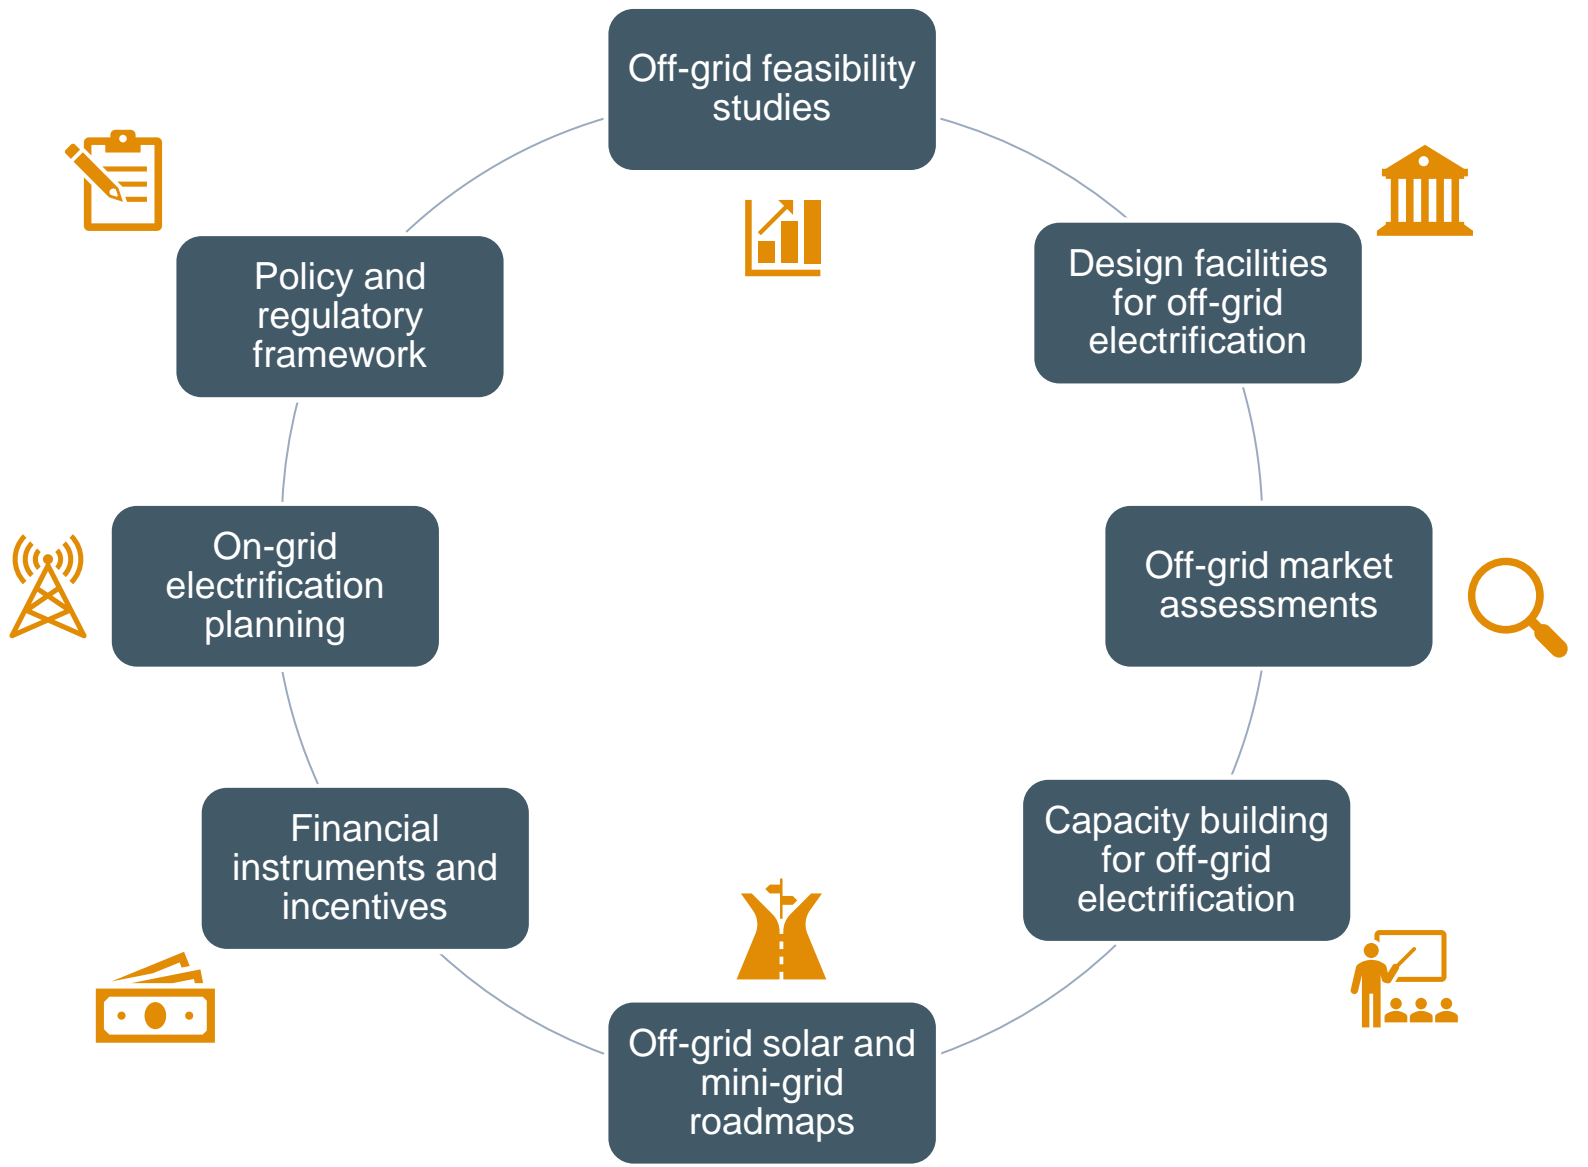 Off-grid feasibility
studies
Design facilities
for off-grid
electrification
Off-grid market
assessments
Capacity building
for off-grid
electrification
Off-grid solar and
mini-grid
roadmaps
Financial
instruments and
incentives
On-grid
electrification
planning
Policy and
regulatory
framework